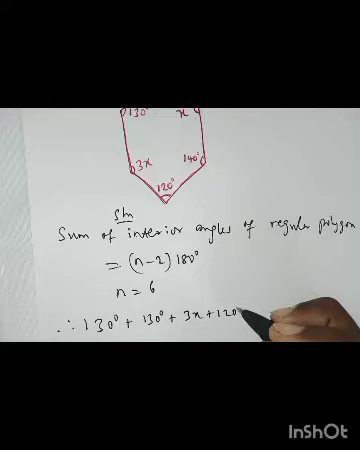 130° x
3x 140°
120°
Sln
Sum of interior angles of regular polygon
= (n-2) 180°
n = 6
∴ 130° + 130° + 3x + 120°
InShOt